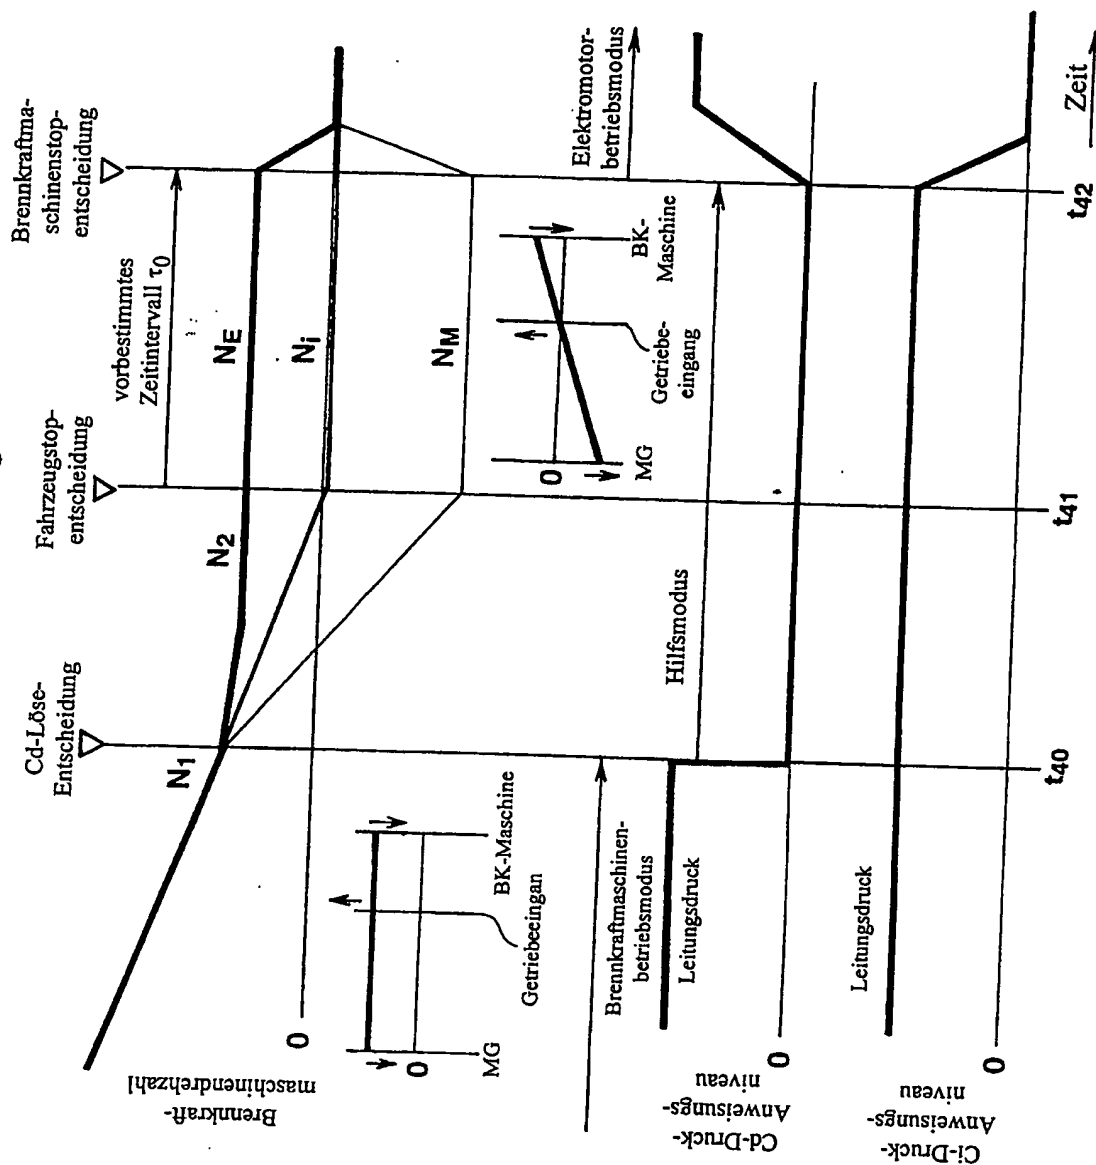 Cd-Löse-
Entscheidung
Fahrzeugstop-
entscheidung
Brennkraftma-
schinenstop-
entscheidung
vorbestimmtes
Zeitintervall τ0
N1
N2
NE
Ni
NM
Brennkraft-
maschinendrehzahl
0
0
MG
Getriebeeingan
BK-Maschine
0
MG
Getriebe-
eingang
BK-
Maschine
Elektromotor-
betriebsmodus
Brennkraftmaschinen-
betriebsmodus
Hilfsmodus
Leitungsdruck
Cd-Druck-
Anweisungs-
niveau
0
Leitungsdruck
Ci-Druck-
Anweisungs-
niveau
0
t40
t41
t42
Zeit